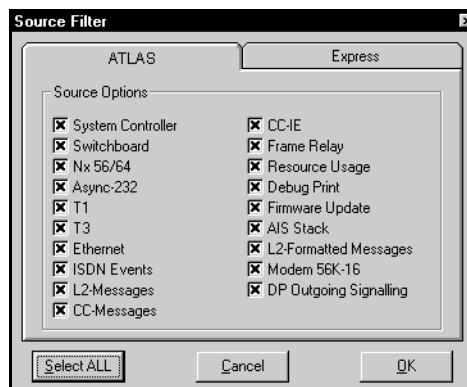 Source Filter
ATLAS
Express
Source Options
System Controller
Switchboard
Nx 56/64
Async-232
T1
T3
Ethernet
ISDN Events
L2-Messages
CC-Messages
CC-IE
Frame Relay
Resource Usage
Debug Print
Firmware Update
AIS Stack
L2-Formatted Messages
Modem 56K-16
DP Outgoing Signalling
Select ALL
Cancel
OK